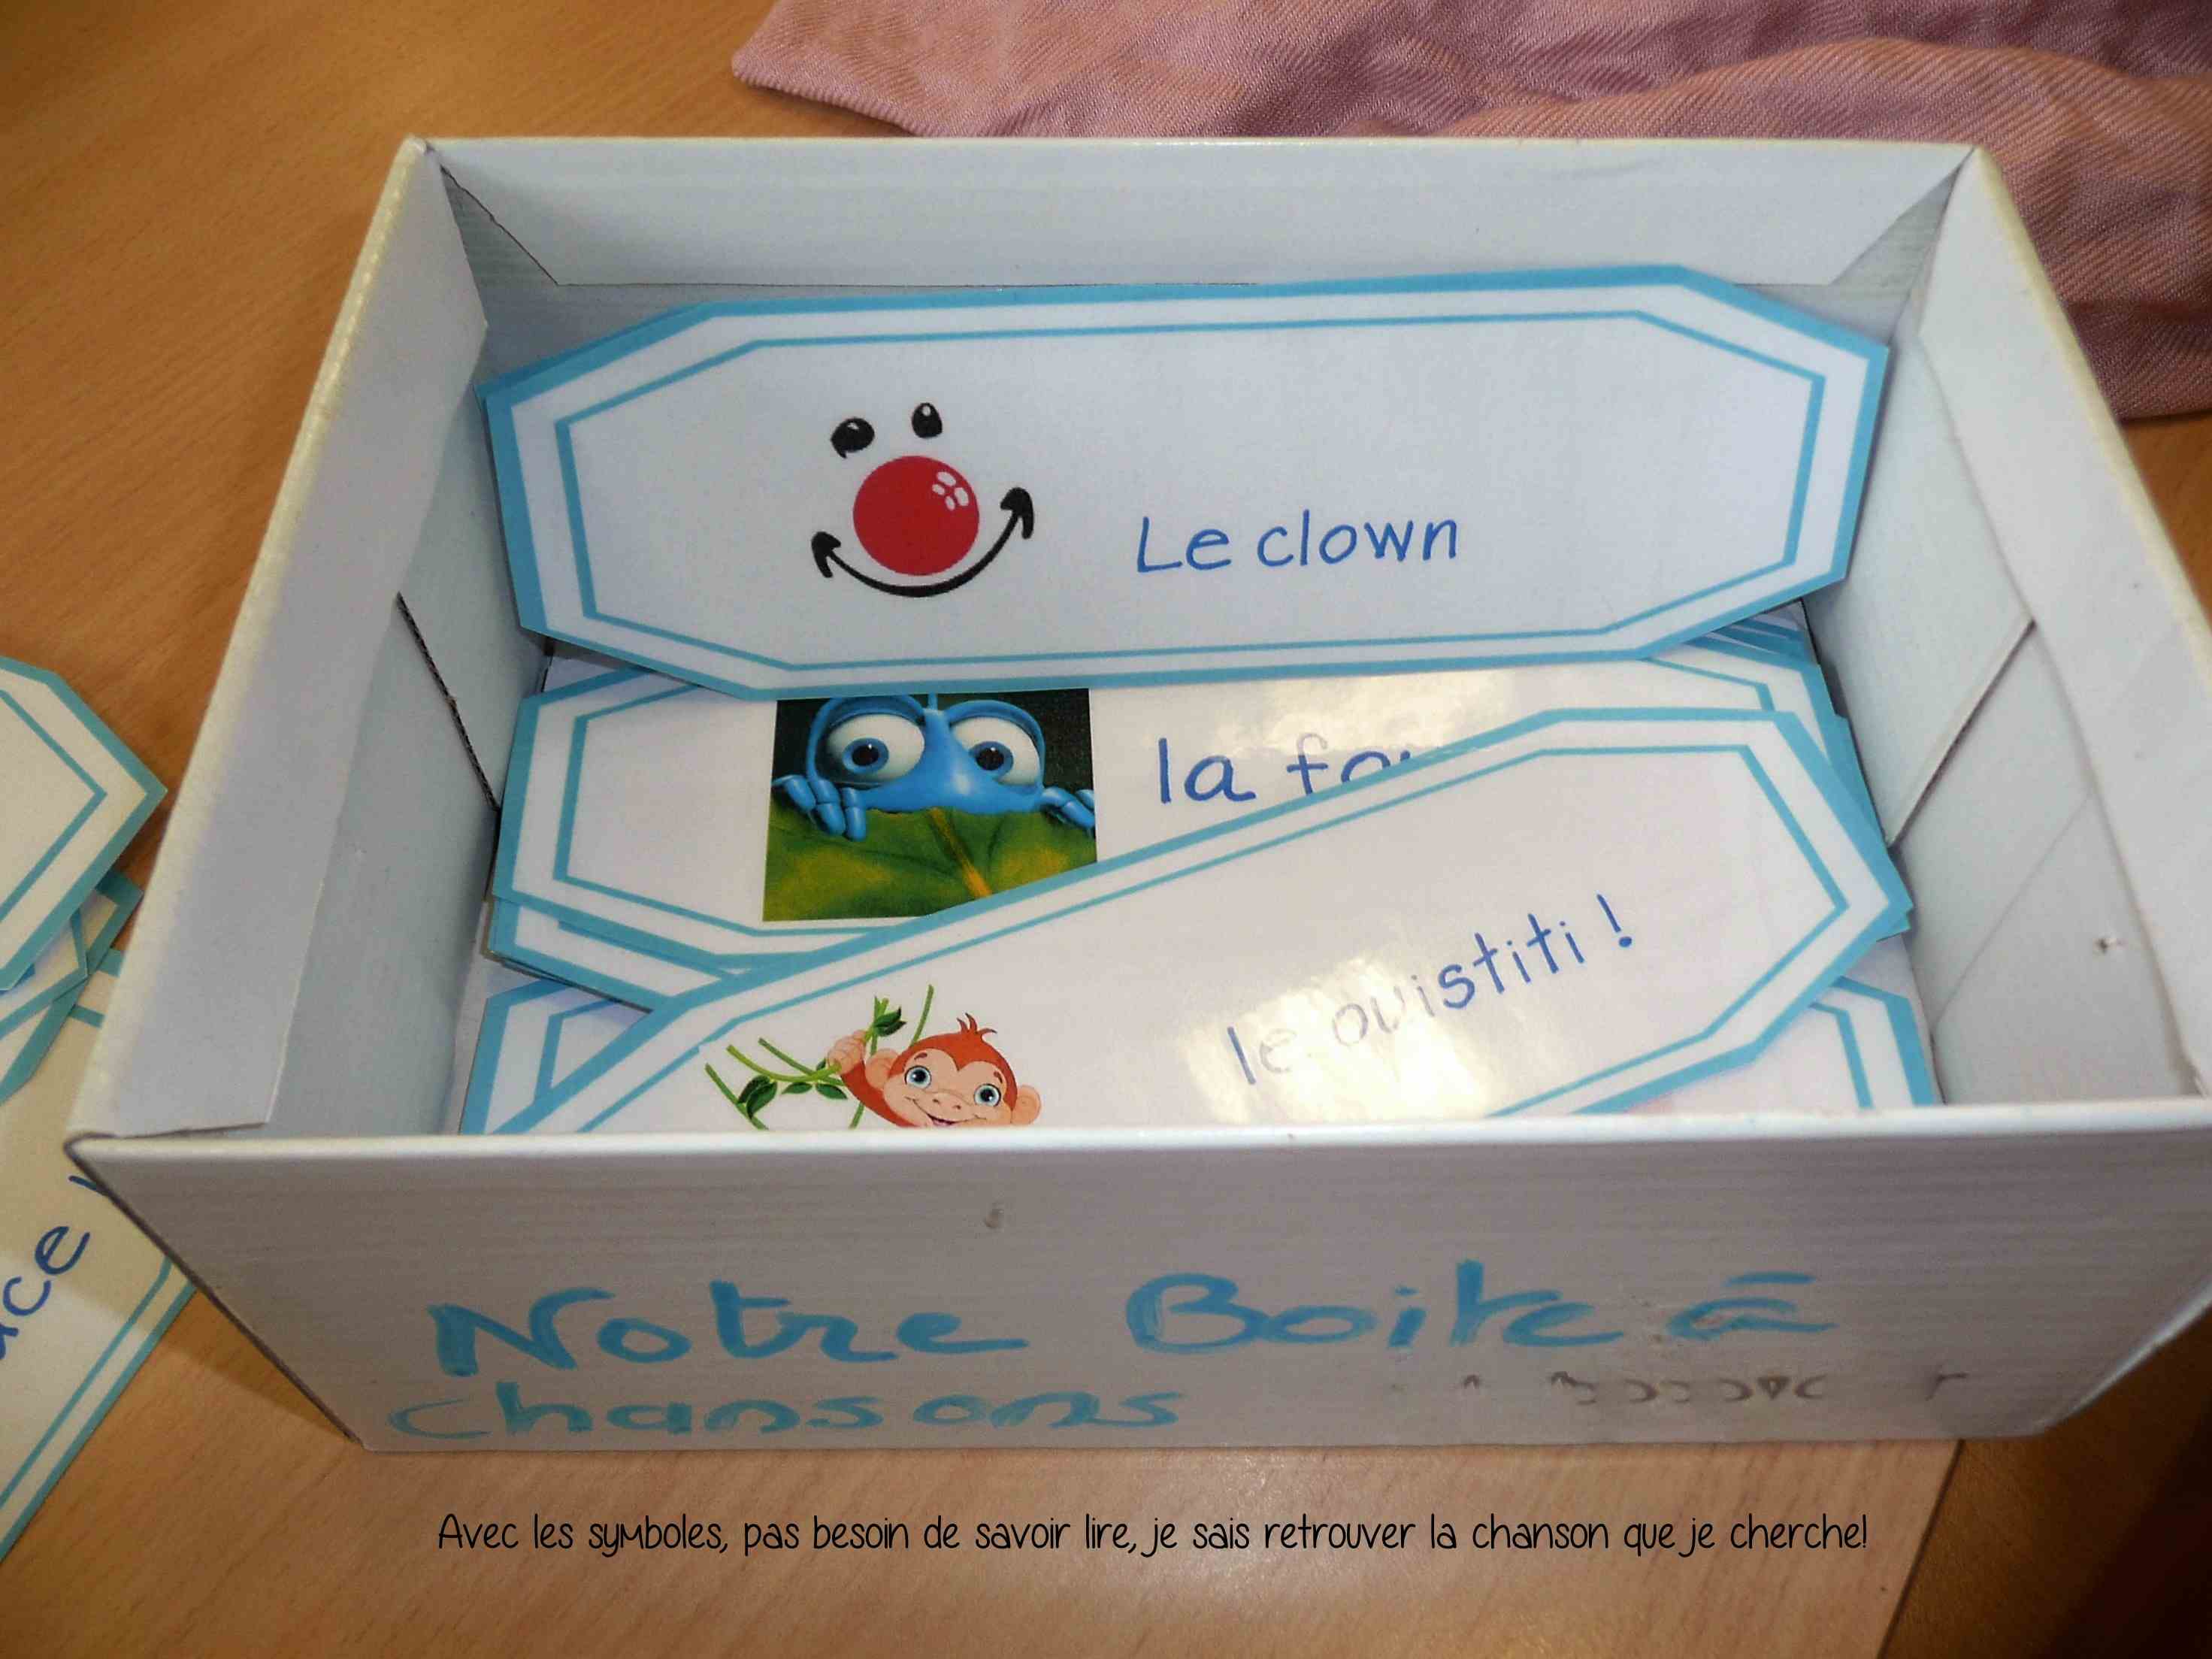 Le clown
la
le ouistiti !
Notre Boite à
chansons
Avec les symboles, pas besoin de savoir lire, je sais retrouver la chanson que je cherche!